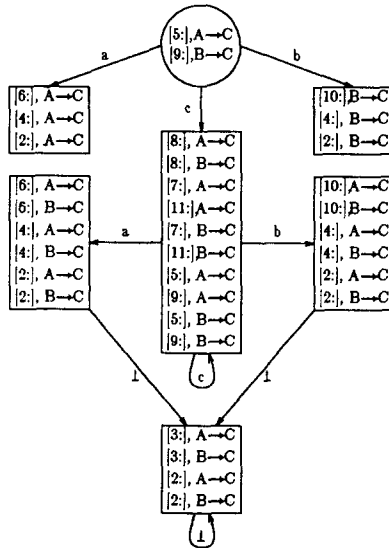 [5:],A→C
[9:],B→C
a
b
c
[6:], A→C
[4:], A→C
[2:], A→C
[10:],B→C
[4:], B→C
[2:], B→C
[8:], A→C
[8:], B→C
[7:], A→C
[11:],A→C
[7:], B→C
[11:],B→C
[5:], A→C
[9:], A→C
[5:], B→C
[9:], B→C
[6:], A→C
[6:], B→C
[4:], A→C
[4:], B→C
[2:], A→C
[2:], B→C
a
b
[10:],A→C
[10:],B→C
[4:], A→C
[4:], B→C
[2:], A→C
[2:], B→C
⊥
c
⊥
[3:], A→C
[3:], B→C
[2:], A→C
[2:], B→C
⊥